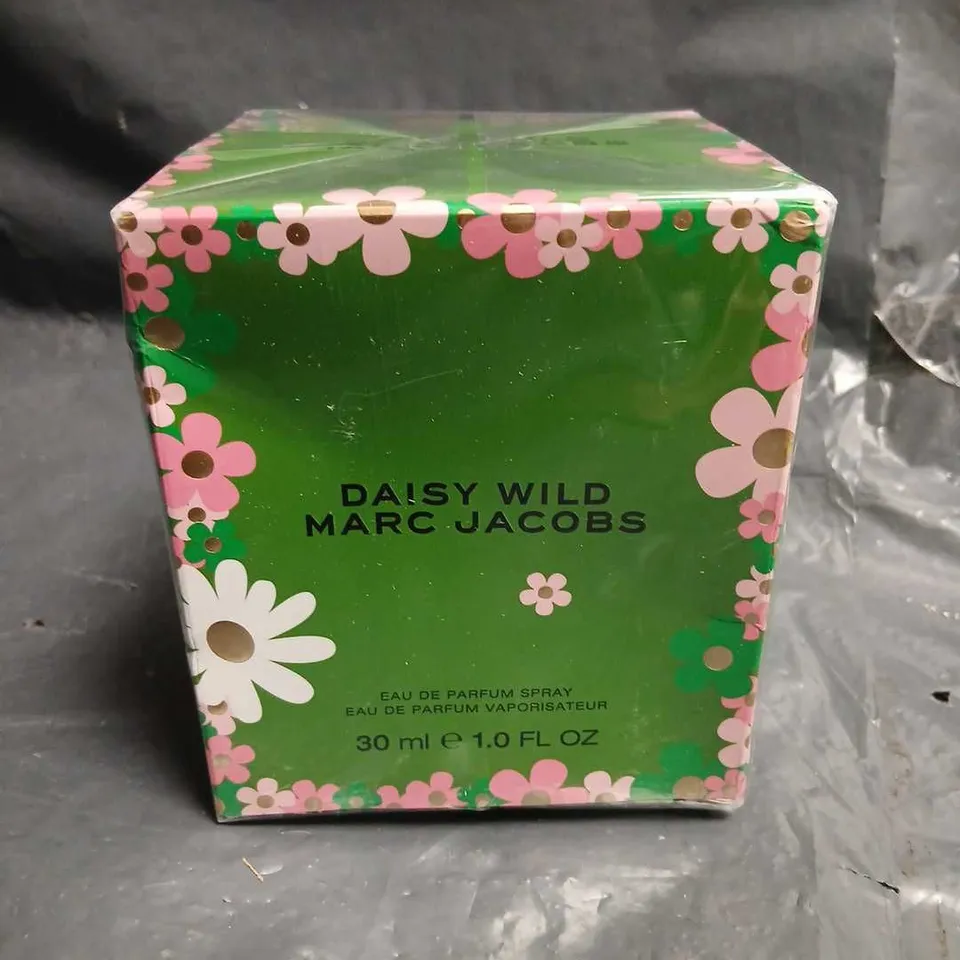 DAISY WILD
MARC JACOBS
EAU DE PARFUM SPRAY
EAU DE PARFUM VAPORISATEUR
30 ml ℮ 1.0 FL OZ